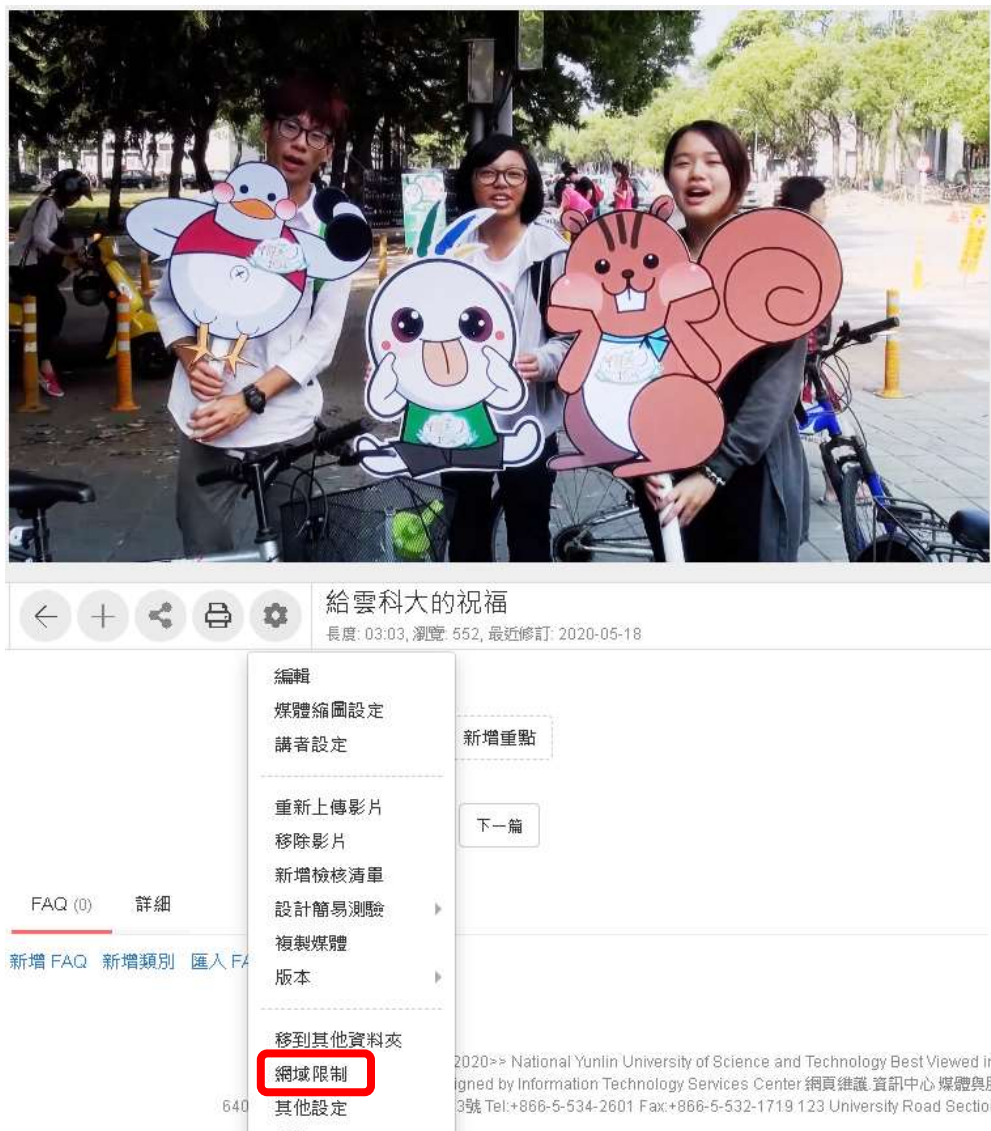 給雲科大的祝福
長度: 03:03, 瀏覽: 552, 最近修訂: 2020-05-18
編輯
媒體縮圖設定
講者設定
新增重點
重新上傳影片
移除影片
下一篇
新增檢核清單
FAQ (0) 詳細
設計簡易測驗
複製媒體
新增 FAQ 新增類別 匯入 FA
版本
移到其他資料夾
2020>> National Yunlin University of Science and Technology Best Viewed in
網域限制
igned by Information Technology Services Center 網頁維護 資訊中心 媒體與
640
其他設定
3號 Tel:+866-5-534-2601 Fax:+866-5-532-1719 123 University Road Sectio